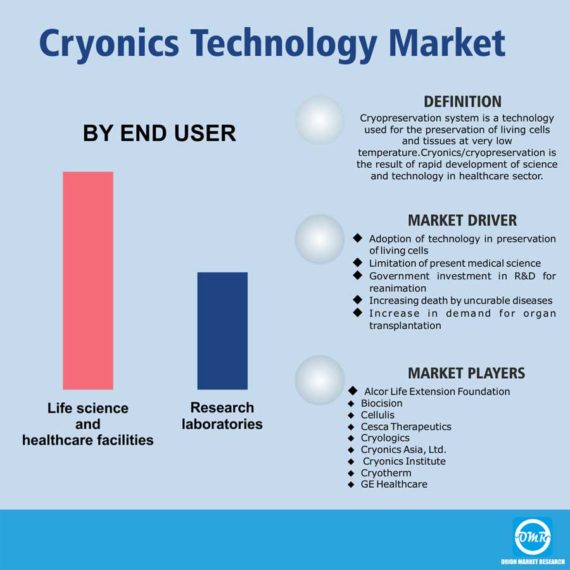 Cryonics Technology Market
BY END USER
Life science
and
healthcare facilities
Research
laboratories
DEFINITION
Cryopreservation system is a technology
used for the preservation of living cells
and tissues at very low
temperature.Cryonics/cryopreservation is
the result of rapid development of science
and technology in healthcare sector.
MARKET DRIVER
◆ Adoption of technology in preservation
of living cells
◆ Limitation of present medical science
◆ Government investment in R&D for
reanimation
◆ Increasing death by uncurable diseases
◆ Increase in demand for organ
transplantation
MARKET PLAYERS
◆ Alcor Life Extension Foundation
◆ Biocision
◆ Cellulis
◆ Cesca Therapeutics
◆ Cryologics
◆ Cryonics Asia, Ltd.
◆ Cryonics Institute
◆ Cryotherm
◆ GE Healthcare
OMR
ORION MARKET RESEARCH